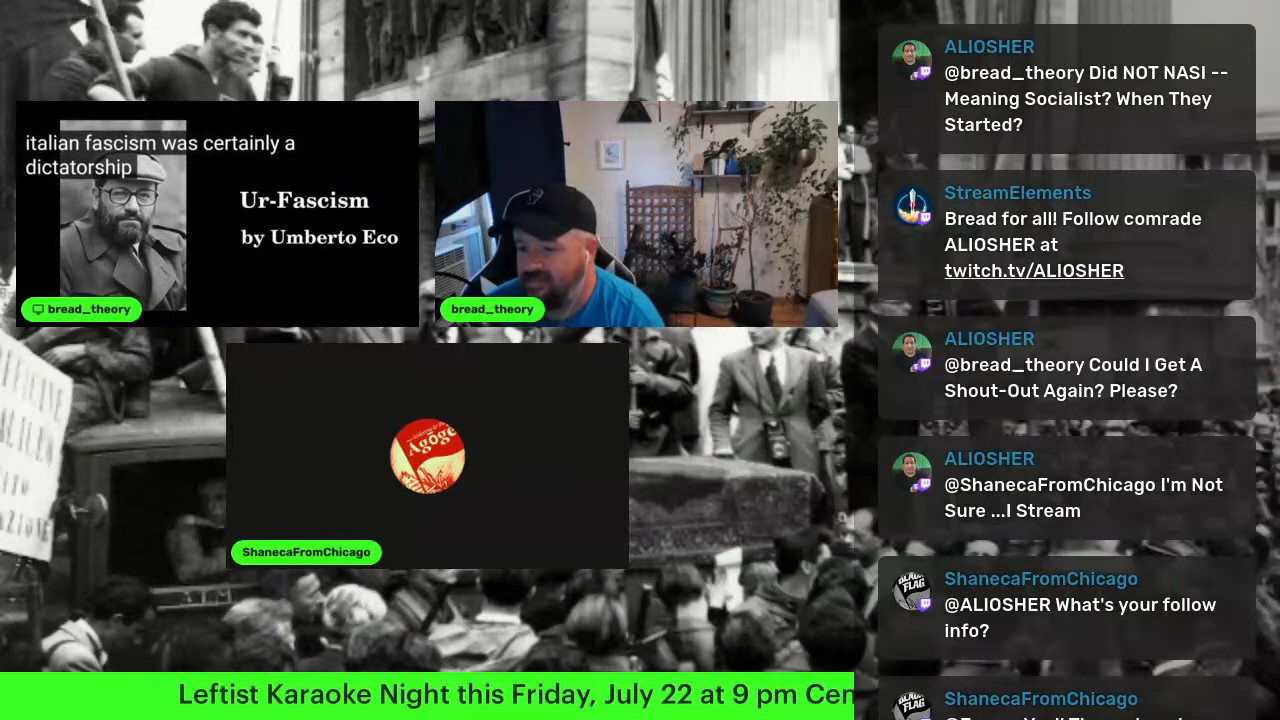 italian fascism was certainly a
dictatorship
Ur-Fascism
by Umberto Eco
bread_theory
bread_theory
Agōge
ShanecaFromChicago
Leftist Karaoke Night this Friday, July 22 at 9 pm Cen
ALIOSHER
@bread_theory Did NOT NASI --
Meaning Socialist? When They
Started?
StreamElements
Bread for all! Follow comrade
ALIOSHER at
twitch.tv/ALIOSHER
ALIOSHER
@bread_theory Could I Get A
Shout-Out Again? Please?
ALIOSHER
@ShanecaFromChicago I'm Not
Sure ...I Stream
ShanecaFromChicago
@ALIOSHER What's your follow
info?
ShanecaFromChicago